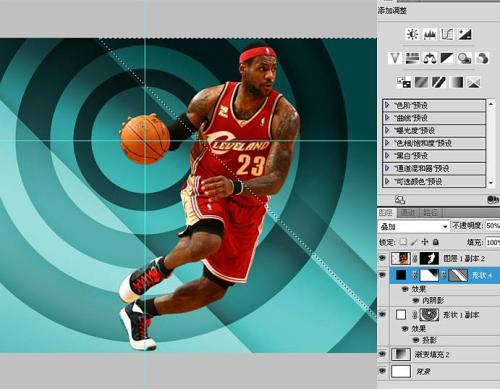 添加调整
"色阶"预设
"曲线"预设
"曝光度"预设
"色相/饱和度"预设
"黑白"预设
"通道混和器"预设
"可选颜色"预设
图层 通道 路径
叠加 不透明度: 50%
锁定: 填充: 100%
图层 1 副本 2
形状 4
效果
内阴影
形状 1 副本
效果
投影
渐变填充 2
背景
CLEVELAND
23